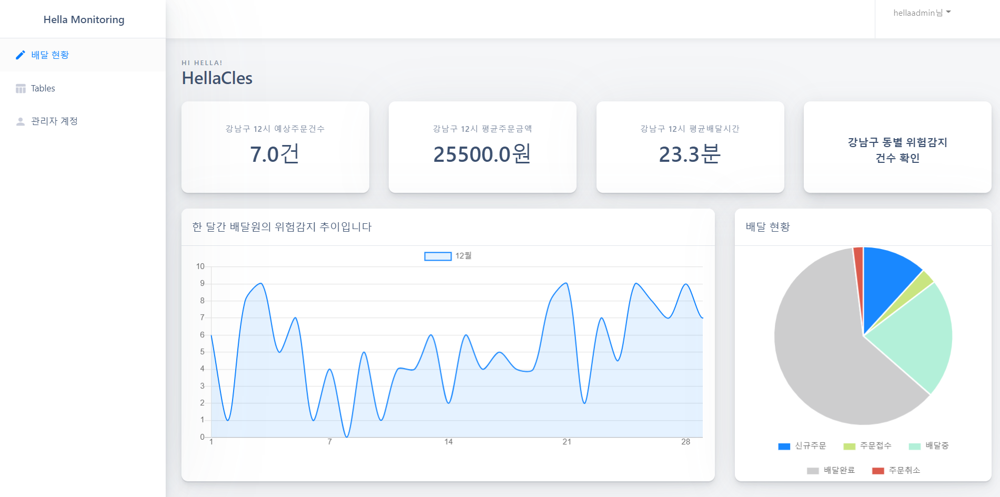 Hella Monitoring
hellaadmin님
배달 현황
Tables
관리자 계정
HI HELLA!
HellaCles
강남구 12시 예상주문건수
7.0건
강남구 12시 평균주문금액
25500.0원
강남구 12시 평균배달시간
23.3분
강남구 동별 위험감지
건수 확인
한 달간 배달원의 위험감지 추이입니다
12월
10
9
8
7
6
5
4
3
2
1
0
1 7 14 21 28
배달 현황
신규주문 주문접수 배달중
배달완료 주문취소